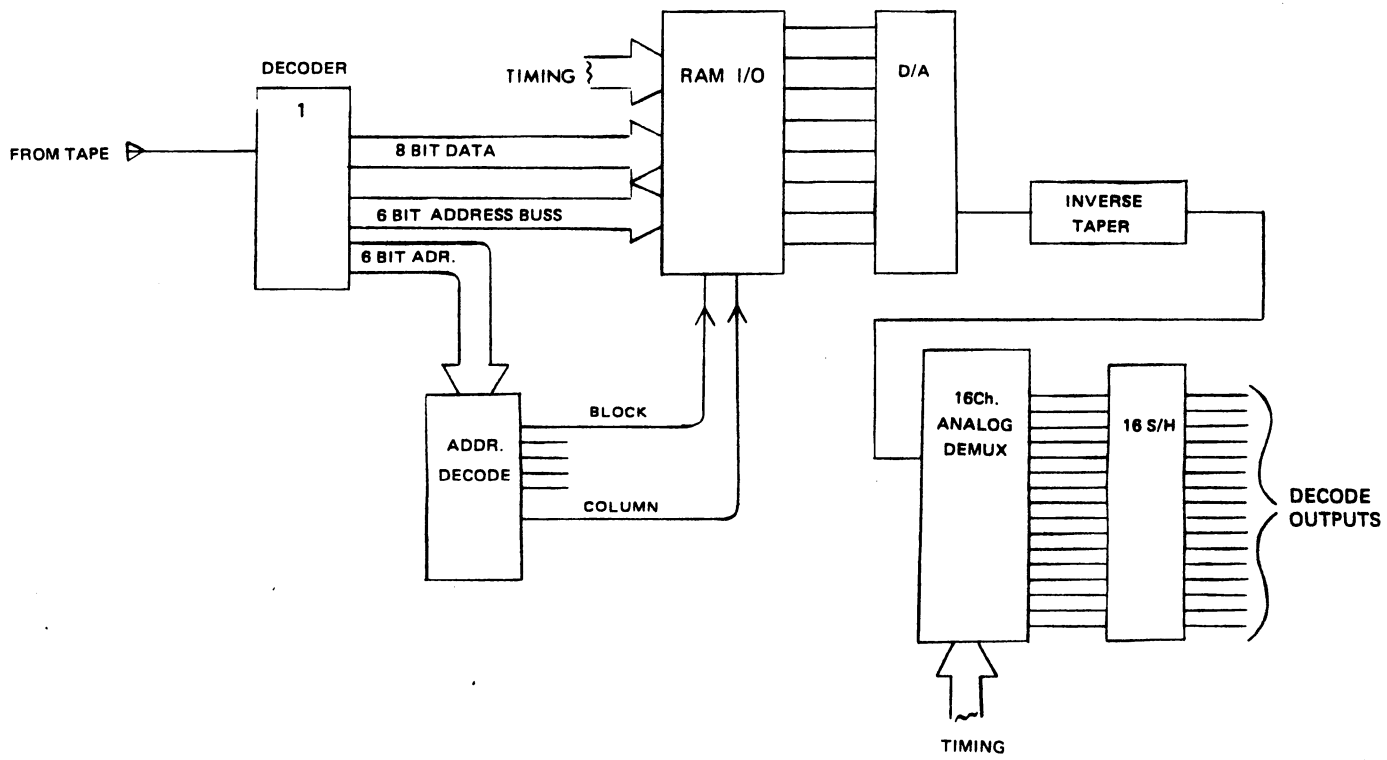 DECODER
1
FROM TAPE
8 BIT DATA
6 BIT ADDRESS BUSS
6 BIT ADR.
TIMING
RAM I/O
D/A
INVERSE
TAPER
ADDR.
DECODE
BLOCK
COLUMN
16Ch.
ANALOG
DEMUX
16 S/H
DECODE
OUTPUTS
TIMING